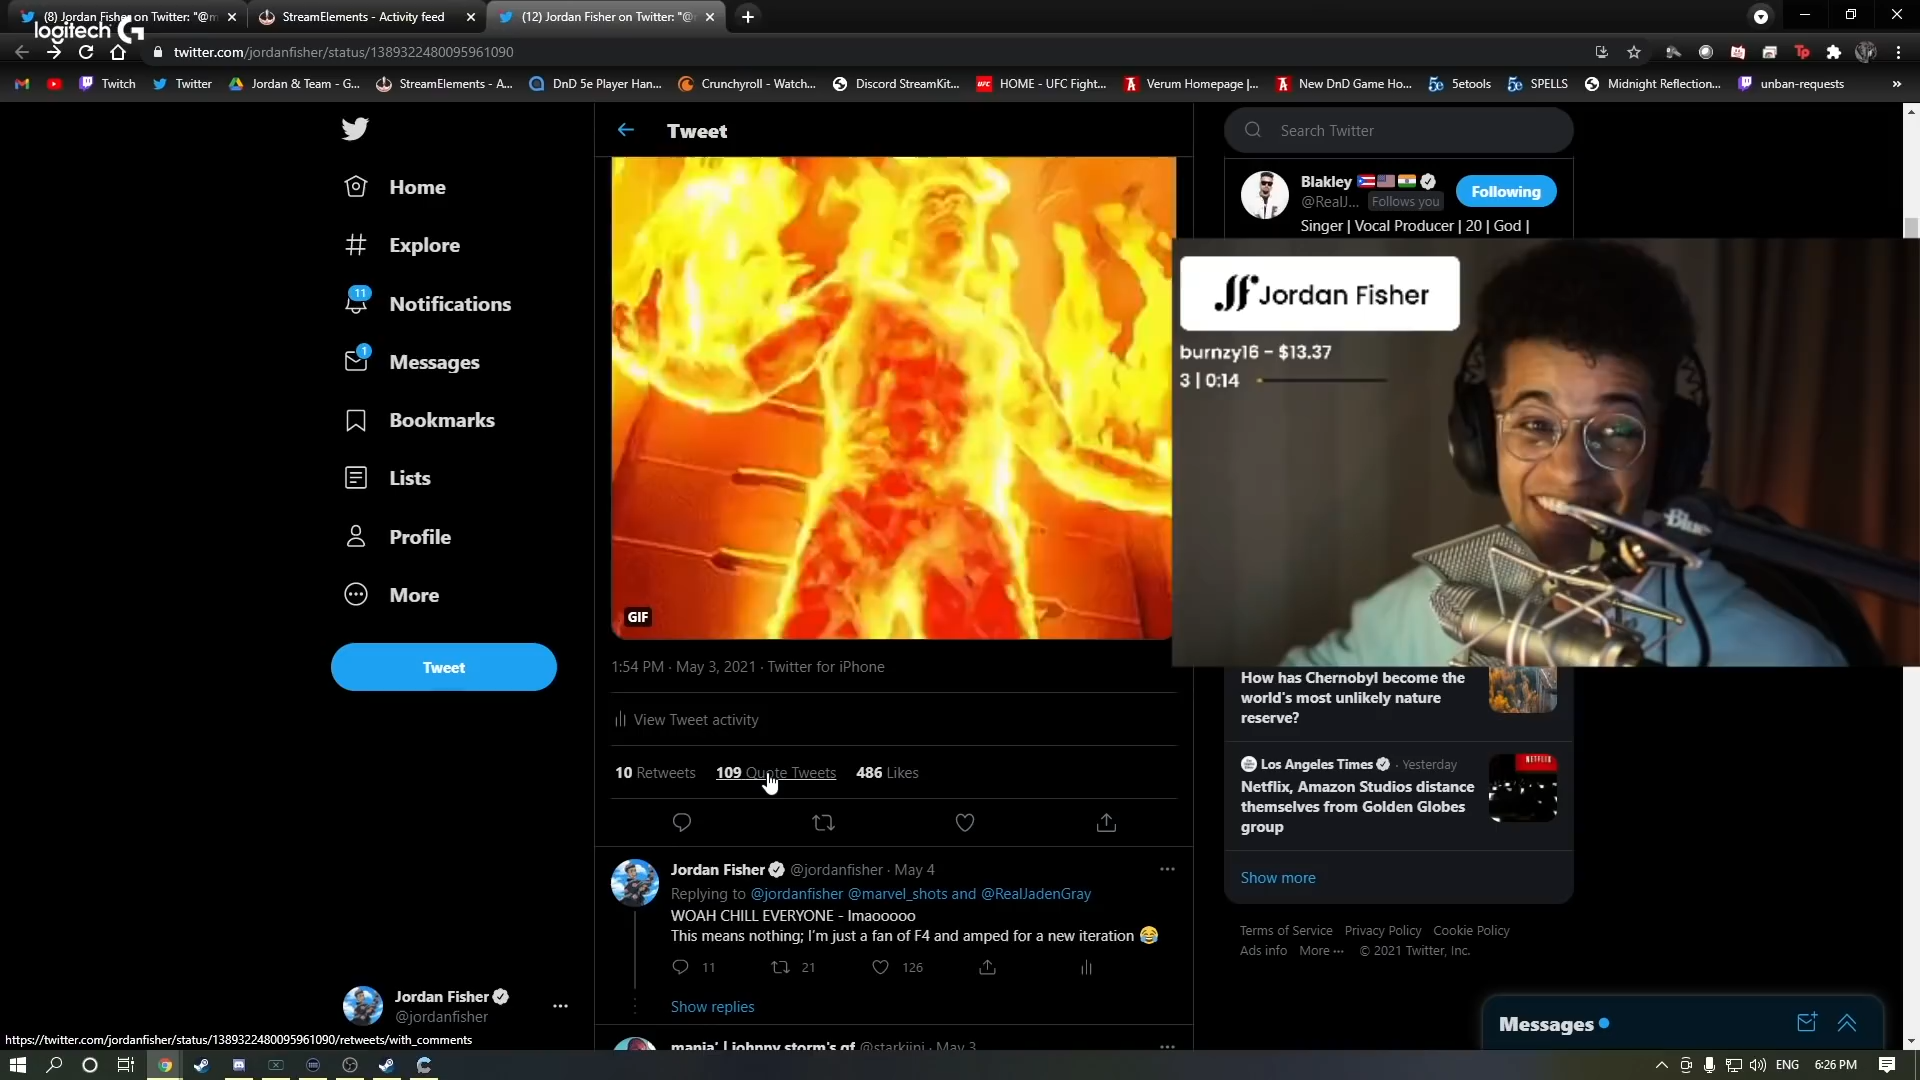 (8) Jordan Fisher on Twitter: "@m
StreamElements - Activity feed
(12) Jordan Fisher on Twitter: "@r
logitech G
twitter.com/jordanfisher/status/1389322480095961090
Twitch
Twitter
Jordan & Team - G...
StreamElements - A...
DnD 5e Player Han...
Crunchyroll - Watch...
Discord StreamKit...
HOME - UFC Fight...
Verum Homepage |...
New DnD Game Ho...
5etools
SPELLS
Midnight Reflection...
unban-requests
»
Home
Explore
11
Notifications
1
Messages
Bookmarks
Lists
Profile
More
Tweet
Jordan Fisher
@jordanfisher
Tweet
GIF
1:54 PM · May 3, 2021 · Twitter for iPhone
View Tweet activity
10 Retweets 109 Quote Tweets 486 Likes
Jordan Fisher @jordanfisher · May 4
Replying to @jordanfisher @marvel_shots and @RealJadenGray
WOAH CHILL EVERYONE - lmaooooo
This means nothing; I'm just a fan of F4 and amped for a new iteration 😂
11 21 126
Show replies
mania' | johnny storm's gf @starkjini · May 3
Search Twitter
Blakley
@RealJ... Follows you
Following
Singer | Vocal Producer | 20 | God |
Jordan Fisher
burnzy16 - $13.37
3 | 0:14
Blue
How has Chernobyl become the
world's most unlikely nature
reserve?
Los Angeles Times · Yesterday
Netflix, Amazon Studios distance
themselves from Golden Globes
group
NETFLIX
Show more
Terms of Service Privacy Policy Cookie Policy
Ads info More ··· © 2021 Twitter, Inc.
Messages
https://twitter.com/jordanfisher/status/1389322480095961090/retweets/with_comments
ENG
6:26 PM